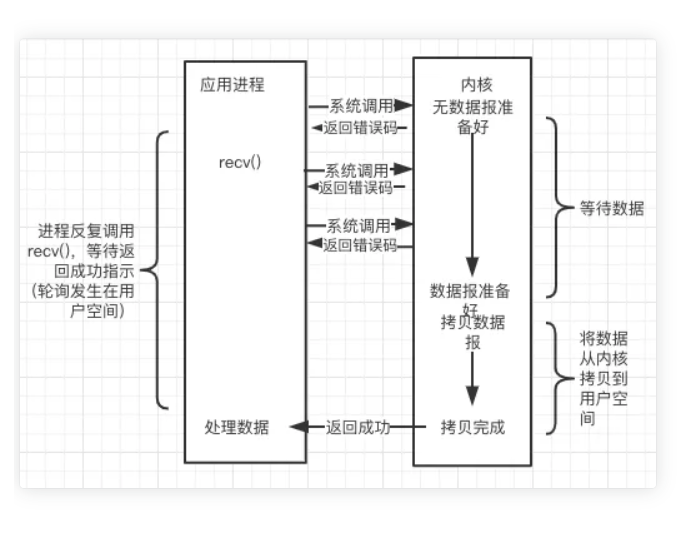 应用进程
内核
系统调用
无数据报准
备好
返回错误码
recv()
系统调用
返回错误码
系统调用
返回错误码
进程反复调用
recv()，等待返
回成功指示
（轮询发生在用
户空间）
等待数据
数据报准备
好
拷贝数据
报
将数据
从内核
拷贝到
用户空
间
处理数据
返回成功
拷贝完成